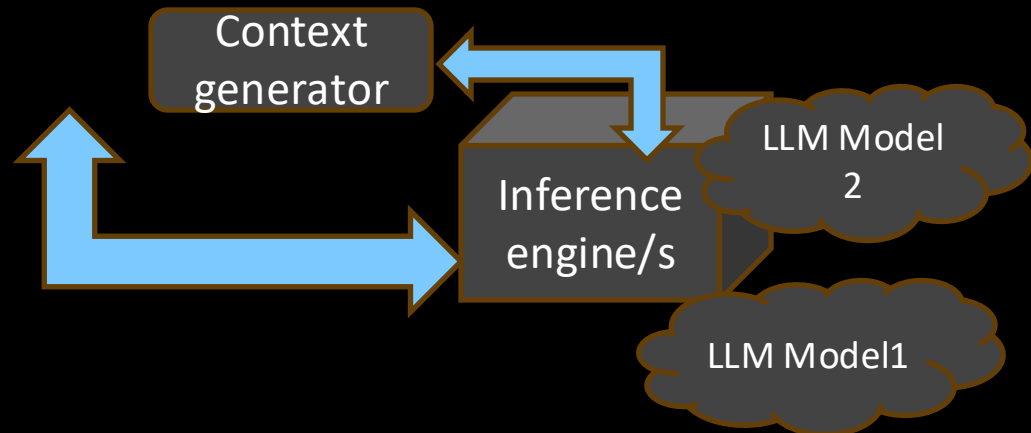 Context
generator
LLM Model
2
Inference
engine/s
LLM Model1